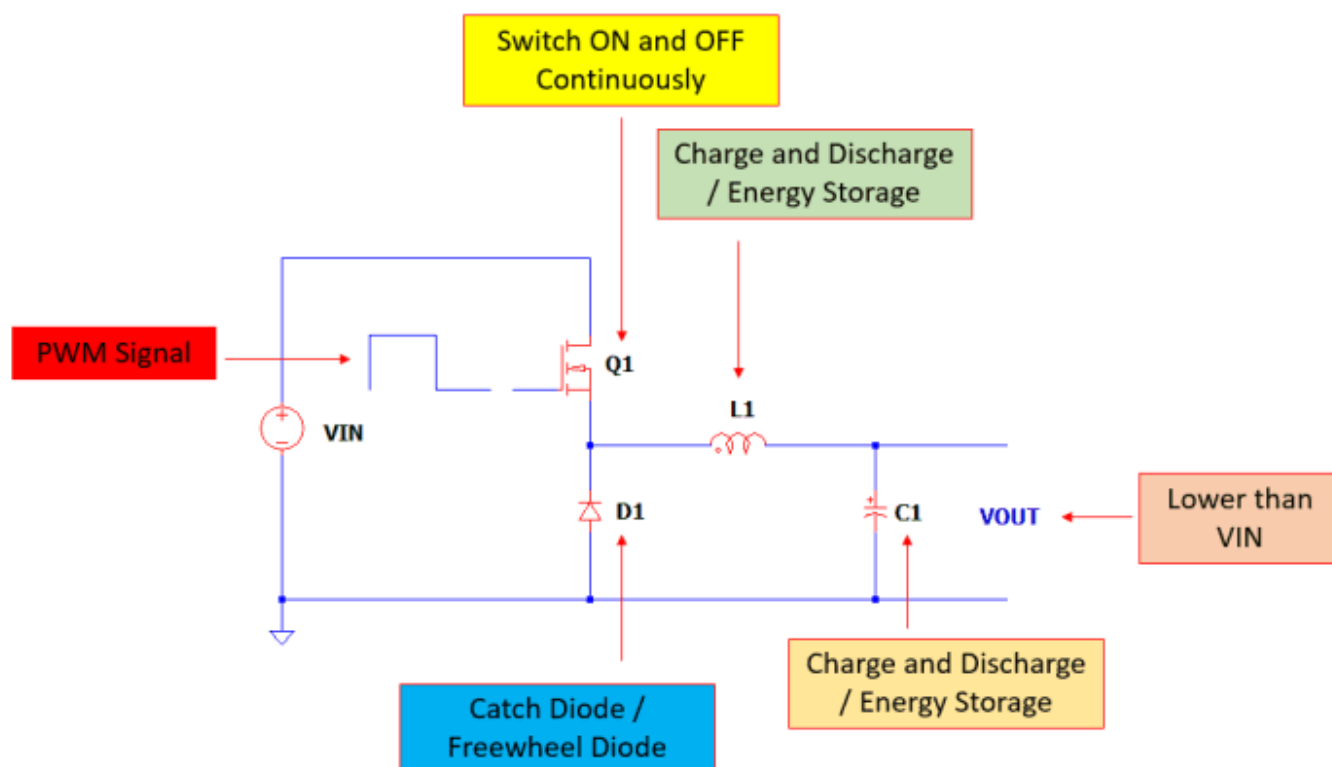 Switch ON and OFF
Continuously
Charge and Discharge
/ Energy Storage
PWM Signal
Q1
L1
VIN
D1
C1
VOUT
Lower than
VIN
Catch Diode /
Freewheel Diode
Charge and Discharge
/ Energy Storage